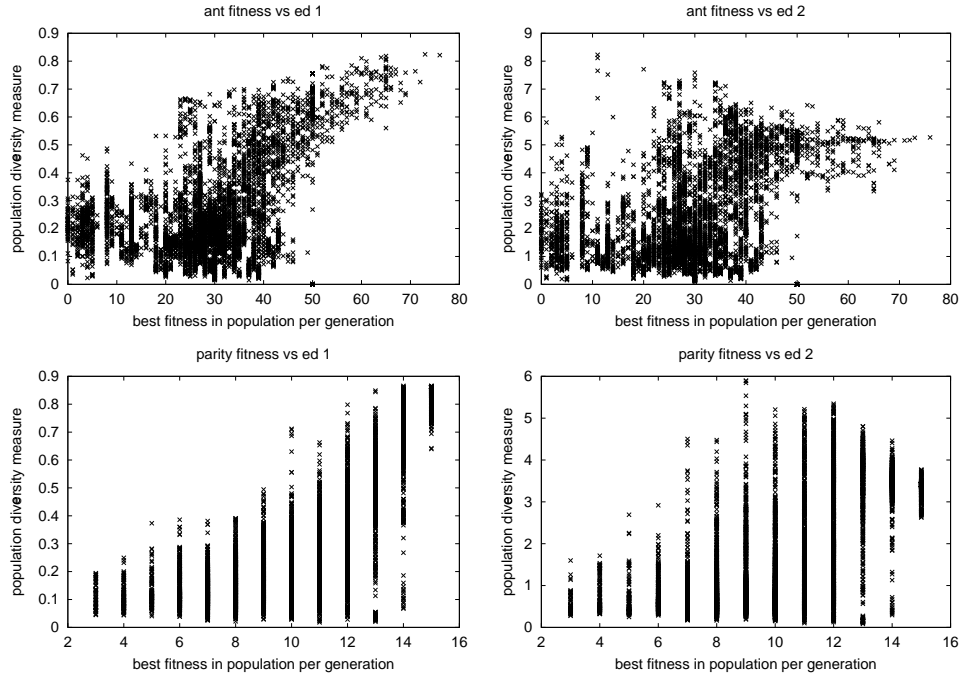 ant fitness vs ed 1
ant fitness vs ed 2
0.9
0.8
0.7
0.6
0.5
0.4
0.3
0.2
0.1
0
population diversity measure
0 10 20 30 40 50 60 70 80
best fitness in population per generation
9
8
7
6
5
4
3
2
1
0
population diversity measure
0 10 20 30 40 50 60 70 80
best fitness in population per generation
parity fitness vs ed 1
parity fitness vs ed 2
0.9
0.8
0.7
0.6
0.5
0.4
0.3
0.2
0.1
0
population diversity measure
2 4 6 8 10 12 14 16
best fitness in population per generation
6
5
4
3
2
1
0
population diversity measure
2 4 6 8 10 12 14 16
best fitness in population per generation